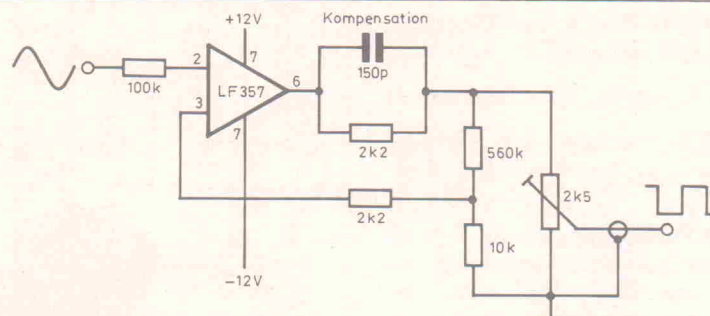 +12V
Kompensation
7
2
150p
LF357
6
100k
3
7
2k2
560k
2k5
2k2
10k
−12V